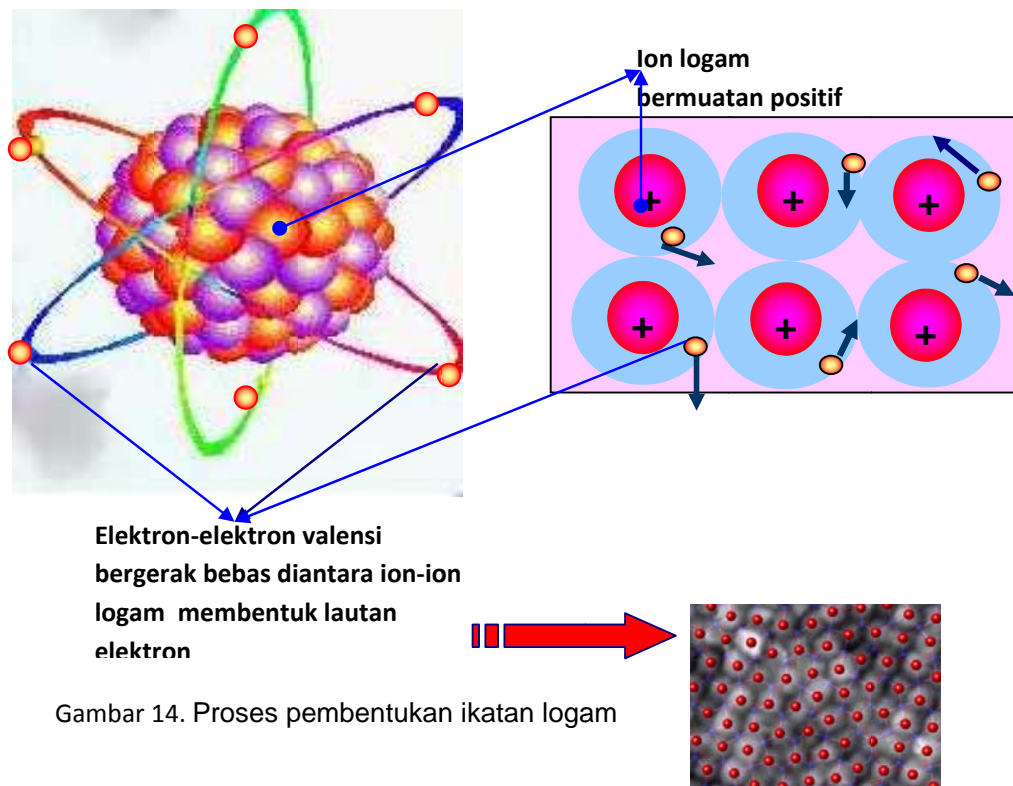 Ion logam
bermuatan positif
+ + +
+ + +
Elektron-elektron valensi
bergerak bebas diantara ion-ion
logam membentuk lautan
elektron
Gambar 14. Proses pembentukan ikatan logam